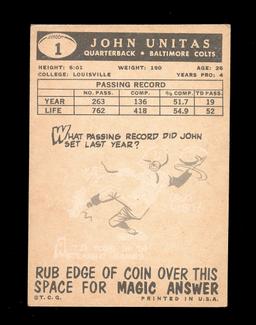 1
JOHN UNITAS
QUARTERBACK ★ BALTIMORE COLTS
HEIGHT: 6:01 WEIGHT: 190 AGE: 26
COLLEGE: LOUISVILLE YEARS PRO: 4
PASSING RECORD
NO. PASS. COMP. % COMP. TD PASS.
YEAR 263 136 51.7 19
LIFE 762 418 54.9 52
WHAT PASSING RECORD DID JOHN
SET LAST YEAR?
RUB EDGE OF COIN OVER THIS
SPACE FOR MAGIC ANSWER
©T.C.G. PRINTED IN U.S.A.